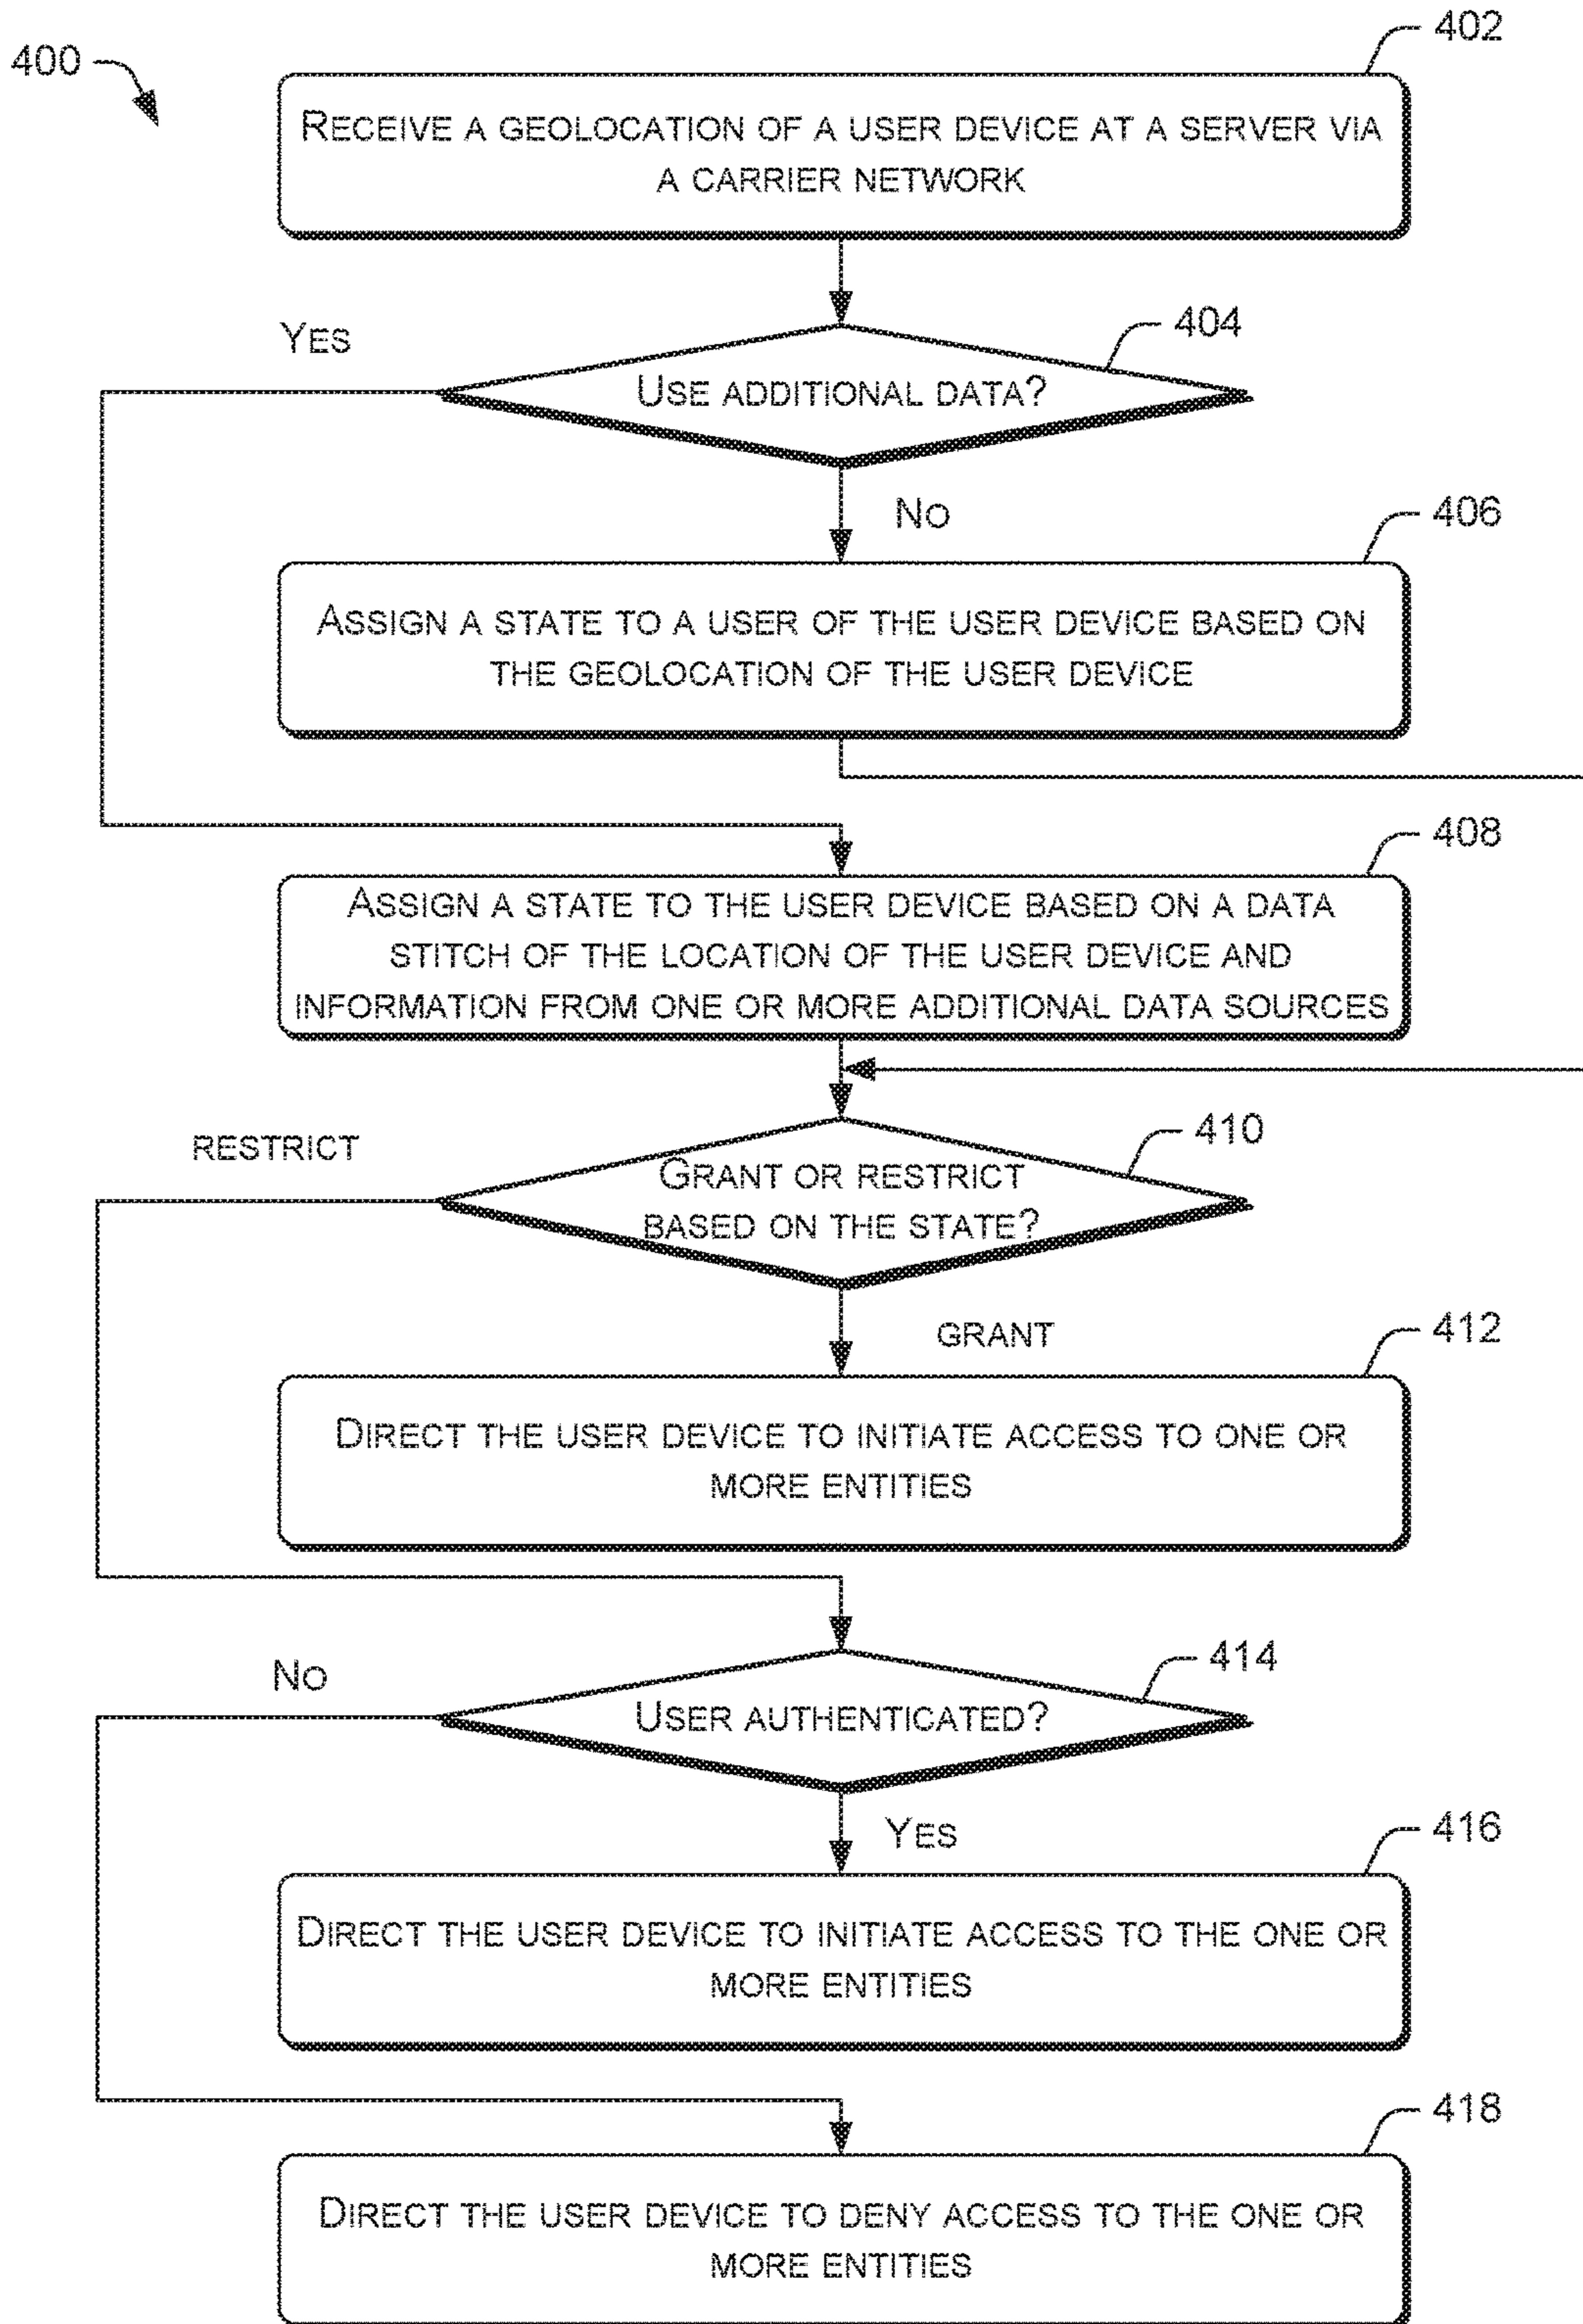 400
402
RECEIVE A GEOLOCATION OF A USER DEVICE AT A SERVER VIA
A CARRIER NETWORK
YES
404
USE ADDITIONAL DATA?
NO
406
ASSIGN A STATE TO A USER OF THE USER DEVICE BASED ON
THE GEOLOCATION OF THE USER DEVICE
408
ASSIGN A STATE TO THE USER DEVICE BASED ON A DATA
STITCH OF THE LOCATION OF THE USER DEVICE AND
INFORMATION FROM ONE OR MORE ADDITIONAL DATA SOURCES
RESTRICT
410
GRANT OR RESTRICT
BASED ON THE STATE?
GRANT
412
DIRECT THE USER DEVICE TO INITIATE ACCESS TO ONE OR
MORE ENTITIES
NO
414
USER AUTHENTICATED?
YES
416
DIRECT THE USER DEVICE TO INITIATE ACCESS TO THE ONE OR
MORE ENTITIES
418
DIRECT THE USER DEVICE TO DENY ACCESS TO THE ONE OR
MORE ENTITIES